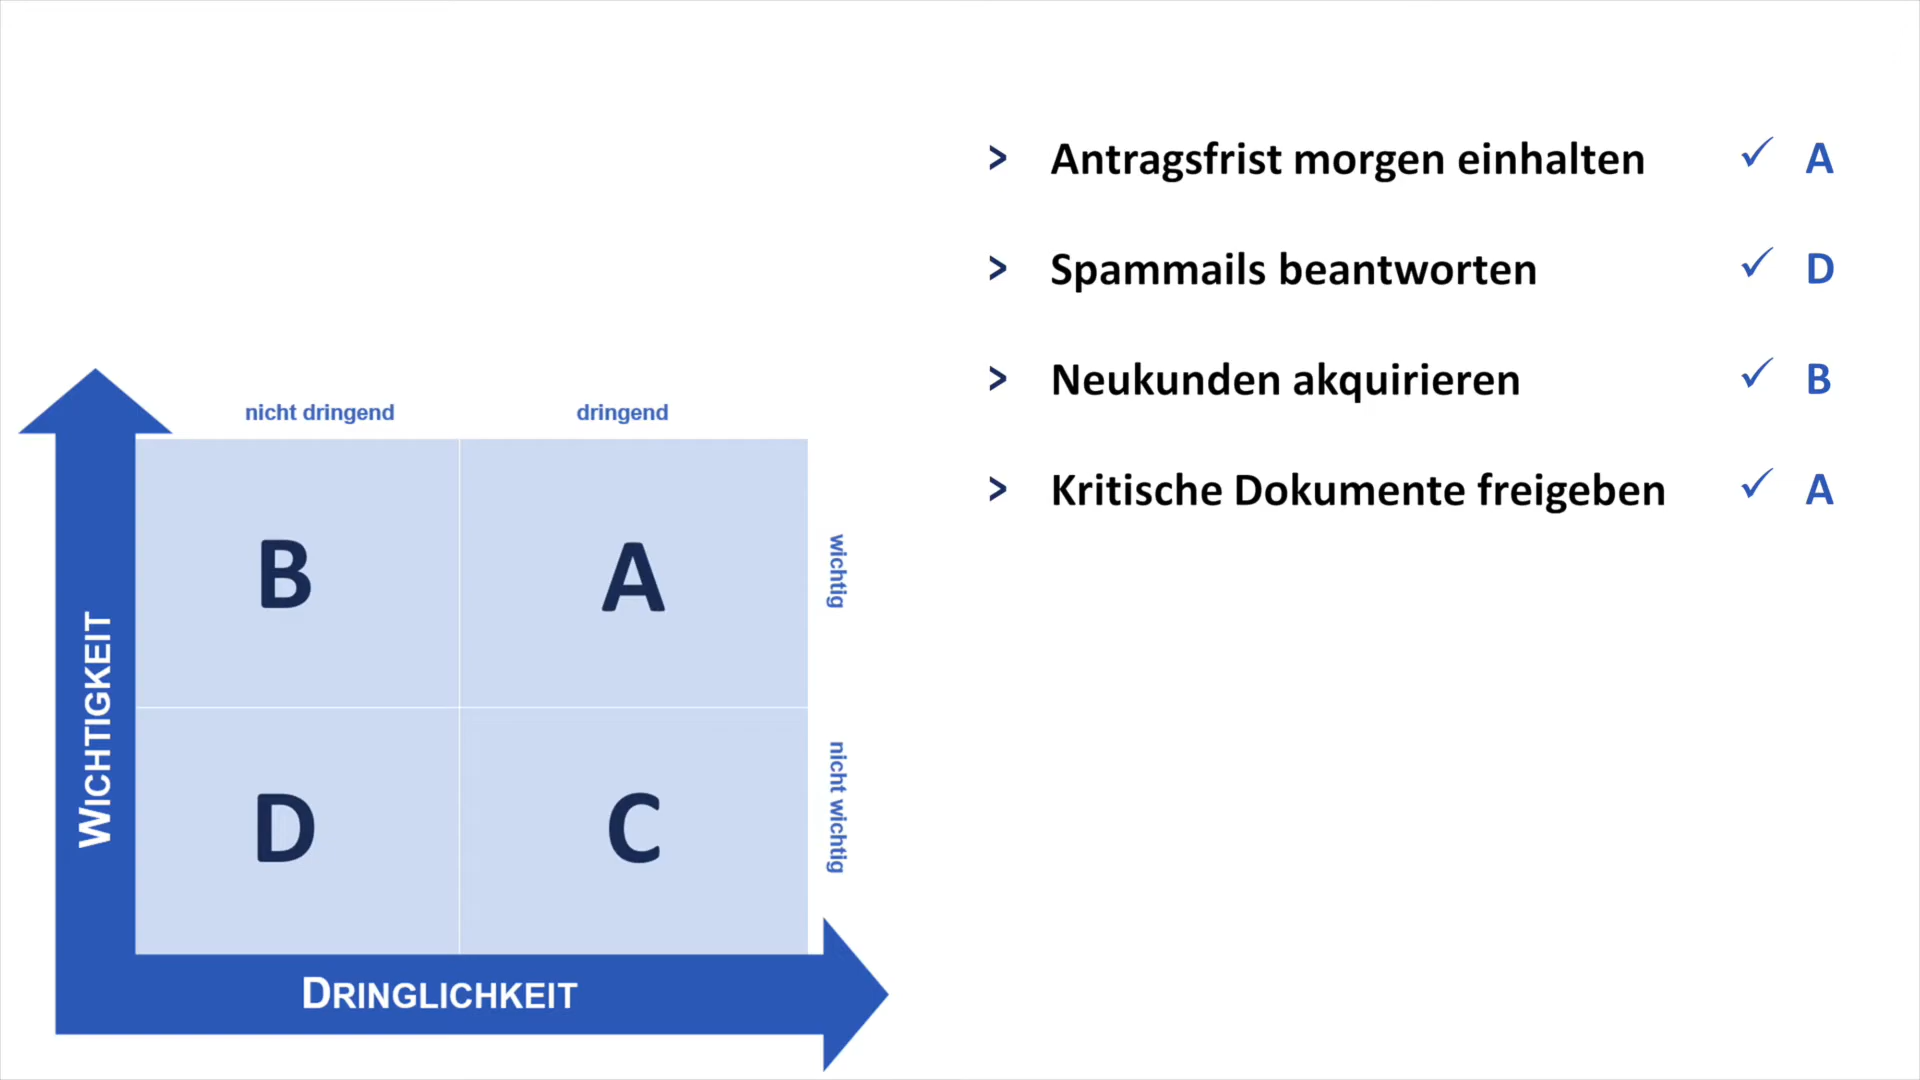 > Antragsfrist morgen einhalten ✓ A
> Spammails beantworten ✓ D
> Neukunden akquirieren ✓ B
> Kritische Dokumente freigeben ✓ A
nicht dringend dringend
B A
wichtig
D C
nicht wichtig
WICHTIGKEIT
DRINGLICHKEIT